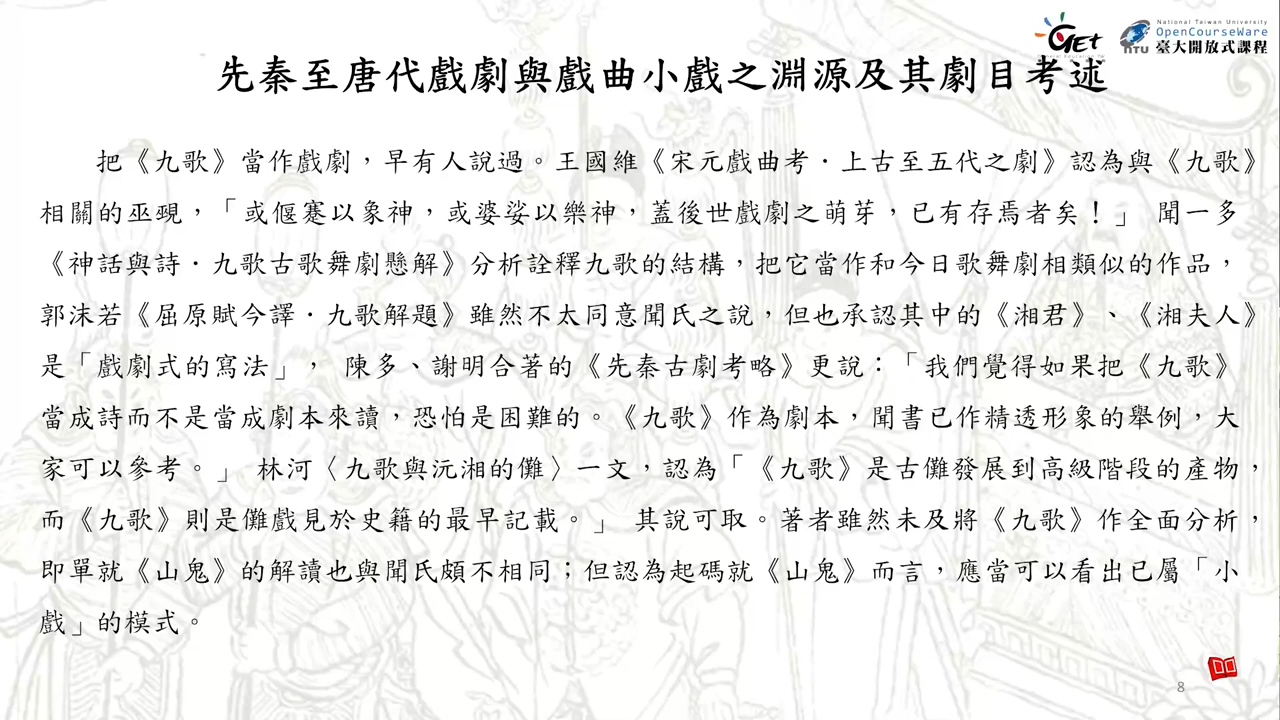 GET
National Taiwan University
OpenCourseWare
NTU 臺大開放式課程
先秦至唐代戲劇與戲曲小戲之淵源及其劇目考述
把《九歌》當作戲劇，早有人說過。王國維《宋元戲曲考．上古至五代之劇》認為與《九歌》
相關的巫覡，「或偃蹇以象神，或婆娑以樂神，蓋後世戲劇之萌芽，已有存焉者矣！」 聞一多
《神話與詩．九歌古歌舞劇懸解》分析詮釋九歌的結構，把它當作和今日歌舞劇相類似的作品，
郭沫若《屈原賦今譯．九歌解題》雖然不太同意聞氏之說，但也承認其中的《湘君》、《湘夫人》
是「戲劇式的寫法」， 陳多、謝明合著的《先秦古劇考略》更說：「我們覺得如果把《九歌》
當成詩而不是當成劇本來讀，恐怕是困難的。《九歌》作為劇本，聞書已作精透形象的舉例，大
家可以參考。」 林河〈九歌與沅湘的儺〉一文，認為「《九歌》是古儺發展到高級階段的產物，
而《九歌》則是儺戲見於史籍的最早記載。」 其說可取。著者雖然未及將《九歌》作全面分析，
即單就《山鬼》的解讀也與聞氏頗不相同；但認為起碼就《山鬼》而言，應當可以看出已屬「小
戲」的模式。
8